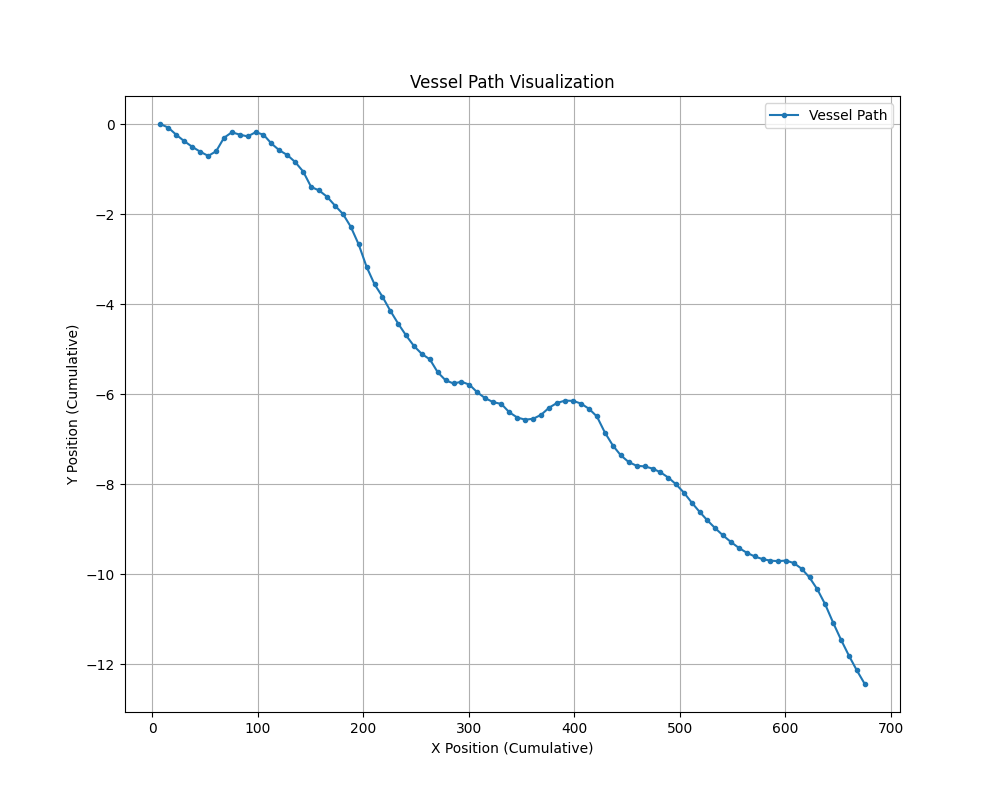 Vessel Path Visualization
Vessel Path
0
−2
−4
−6
−8
−10
−12
Y Position (Cumulative)
0 100 200 300 400 500 600 700
X Position (Cumulative)